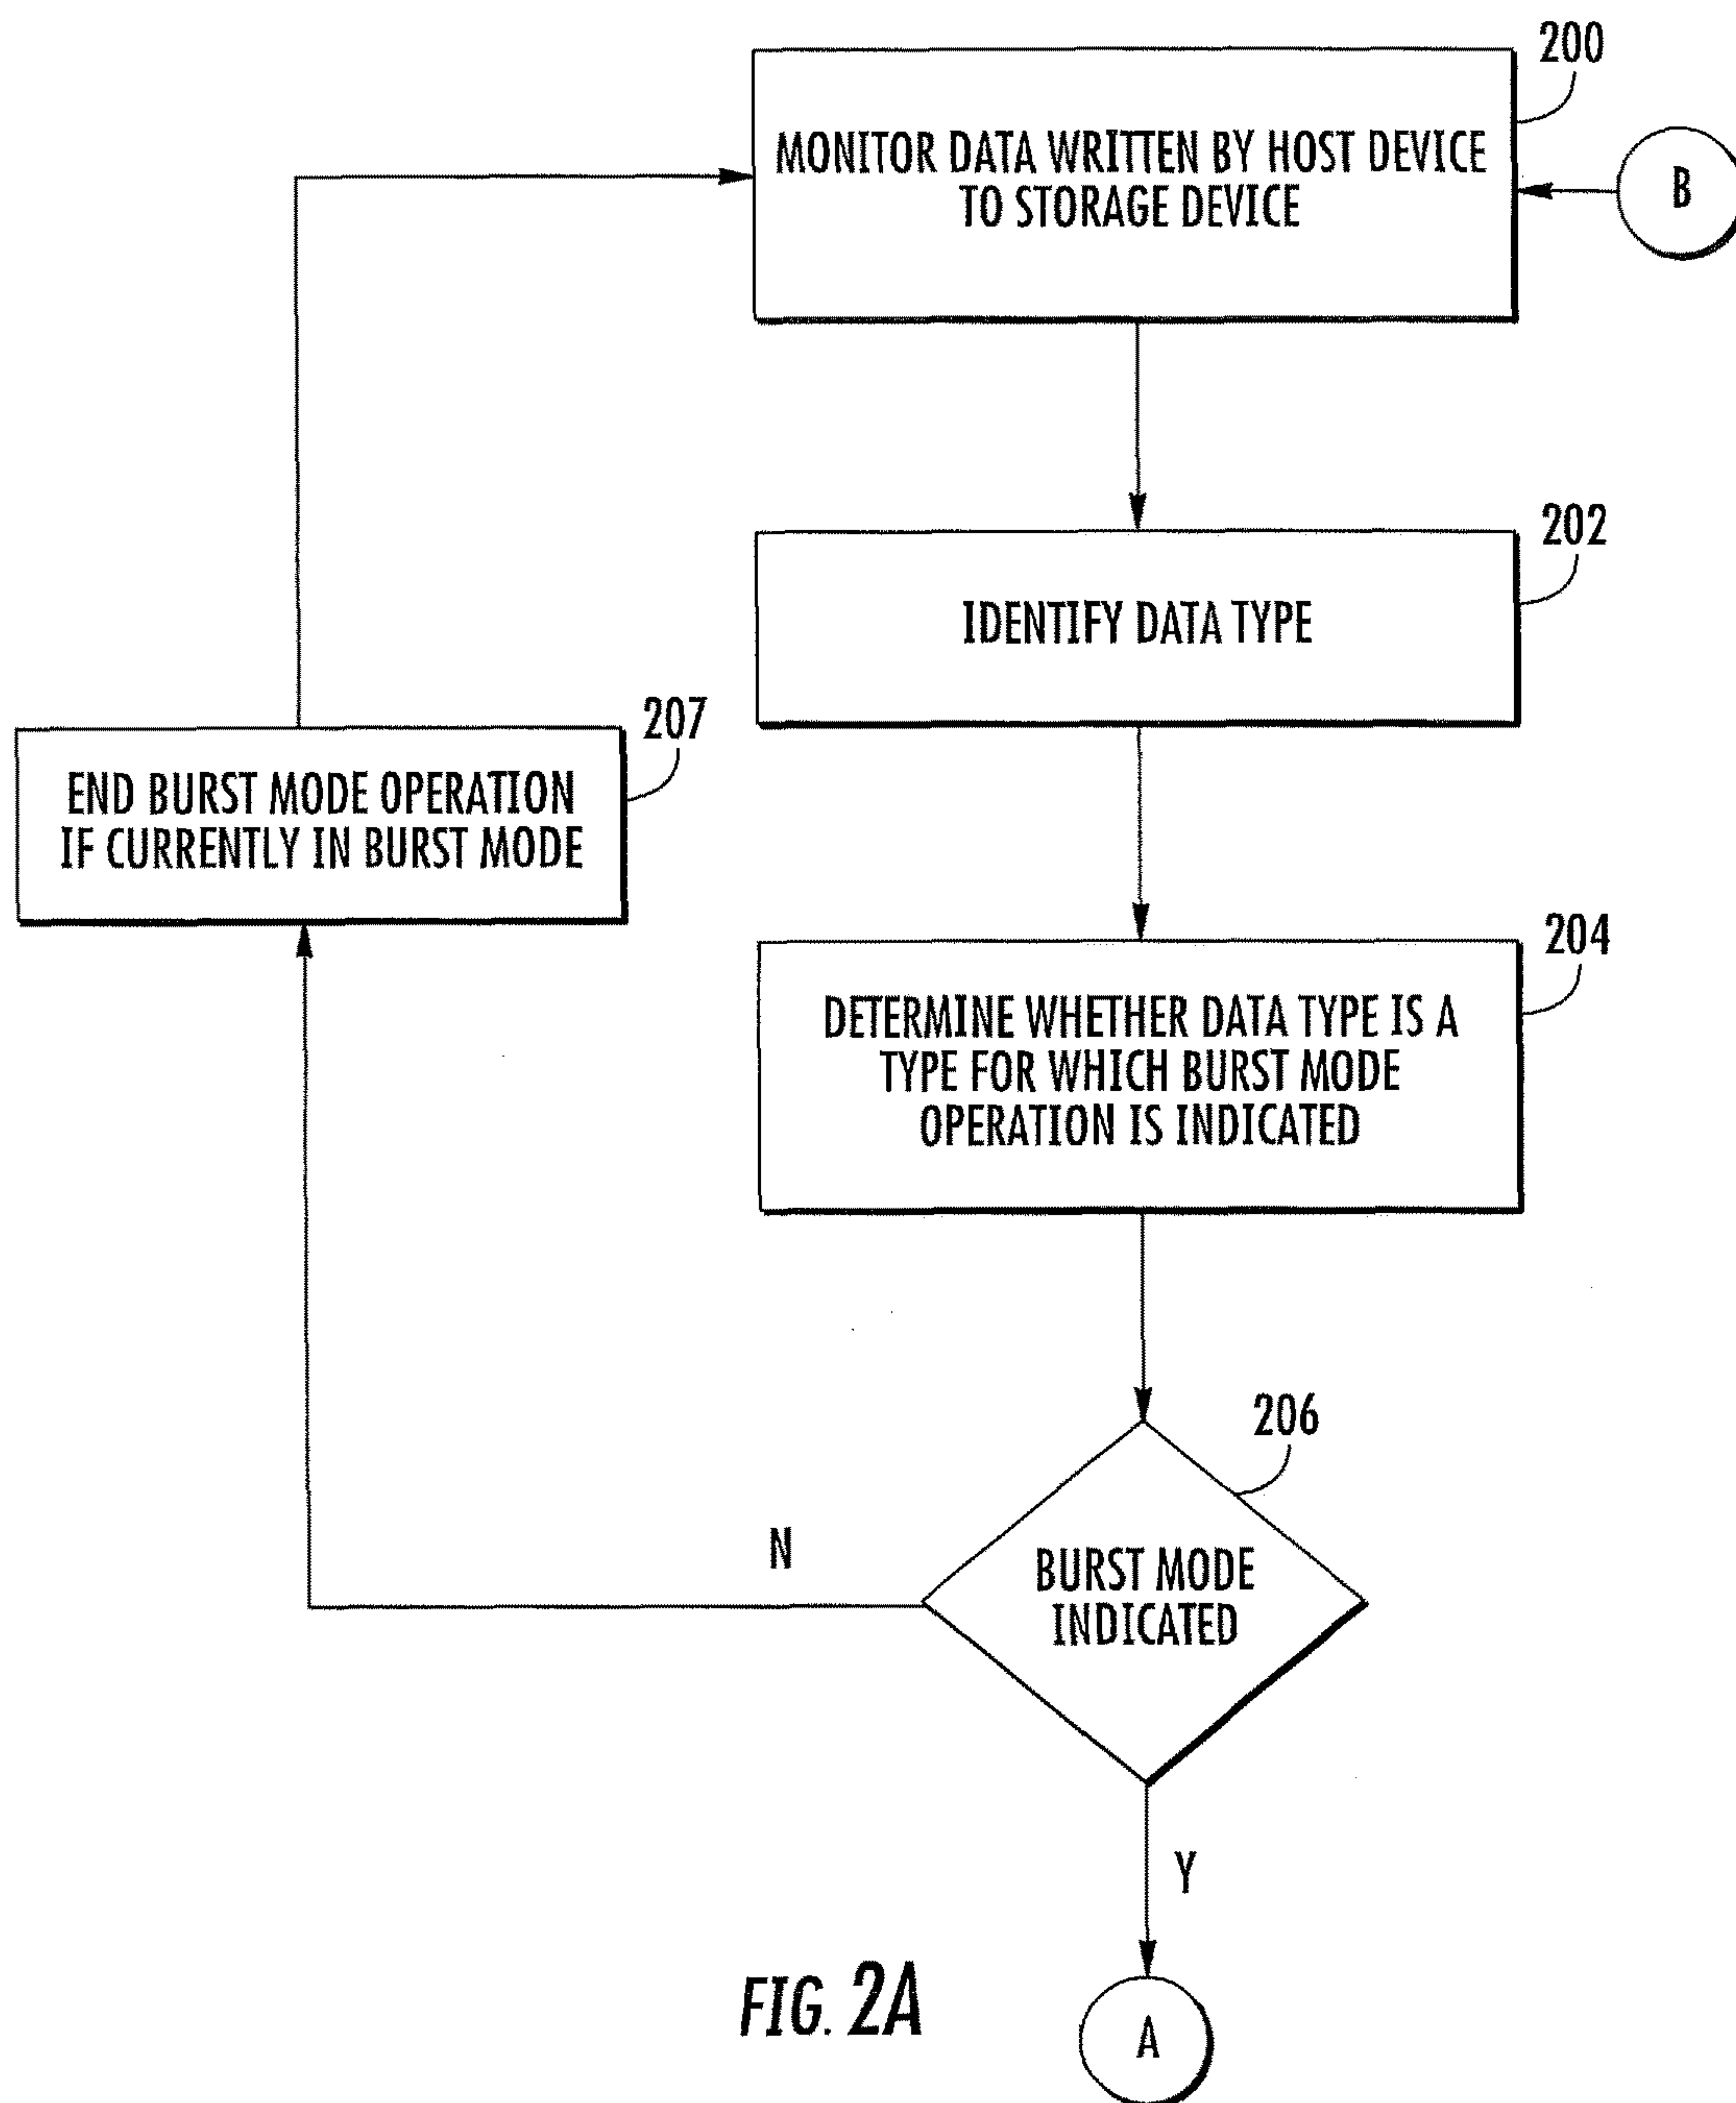 200
MONITOR DATA WRITTEN BY HOST DEVICE
TO STORAGE DEVICE
B
202
IDENTIFY DATA TYPE
207
END BURST MODE OPERATION
IF CURRENTLY IN BURST MODE
204
DETERMINE WHETHER DATA TYPE IS A
TYPE FOR WHICH BURST MODE
OPERATION IS INDICATED
206
N
BURST MODE
INDICATED
Y
FIG. 2A
A